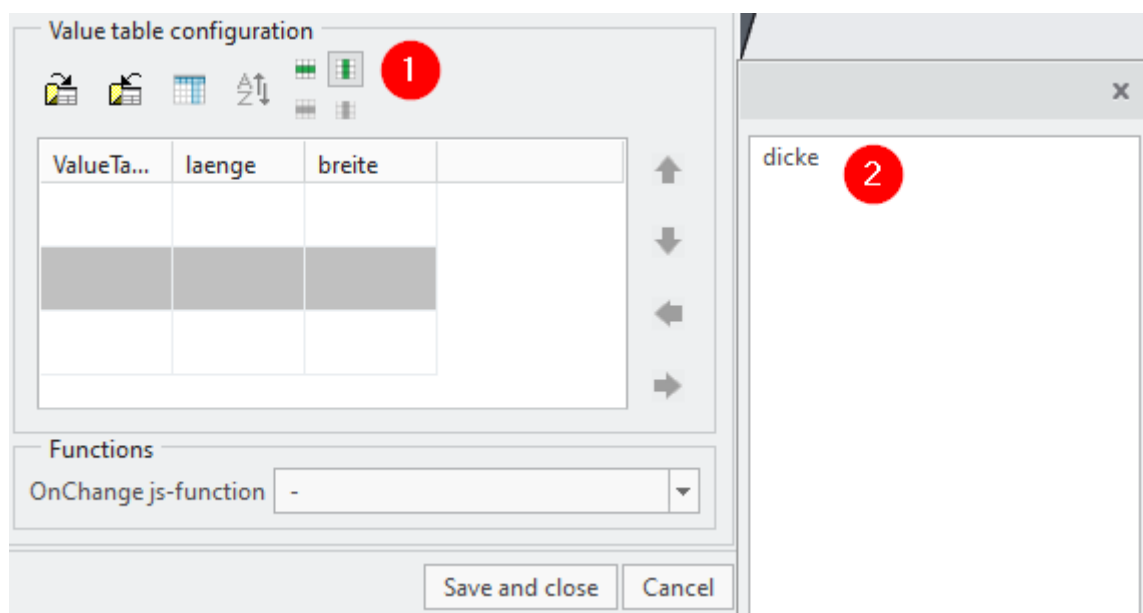 Value table configuration
A
Z
1
x
ValueTa... laenge breite
dicke
2
Functions
OnChange js-function -
Save and close Cancel